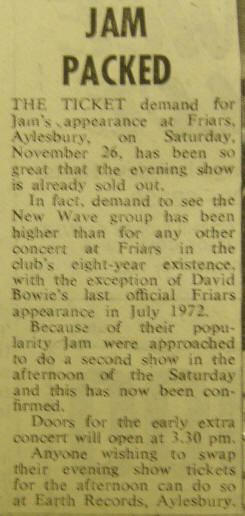 JAM
PACKED
THE TICKET demand for
Jam's appearance at Friars,
Aylesbury, on Saturday,
November 26, has been so
great that the evening show
is already sold out.
In fact, demand to see the
New Wave group has been
higher than for any other
concert at Friars in the
club's eight-year existence,
with the exception of David
Bowie's last official Friars
appearance in July 1972.
Because of their popu-
larity Jam were approached
to do a second show in the
afternoon of the Saturday
and this has now been con-
firmed.
Doors for the early extra
concert will open at 3.30 pm.
Anyone wishing to swap
their evening show tickets
for the afternoon can do so
at Earth Records, Aylesbury.